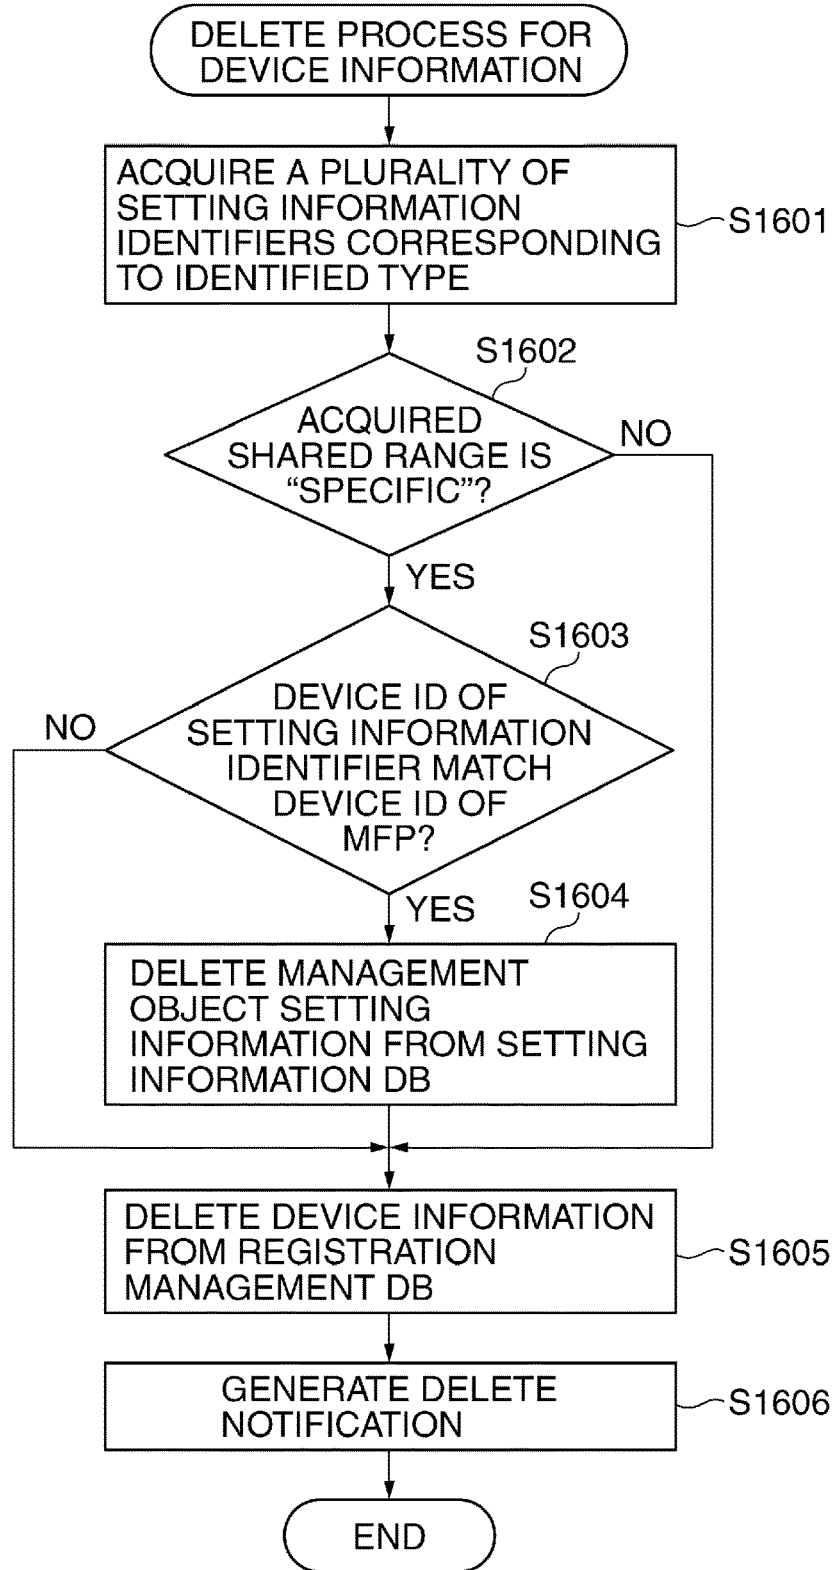 DELETE PROCESS FOR
DEVICE INFORMATION
ACQUIRE A PLURALITY OF
SETTING INFORMATION
IDENTIFIERS CORRESPONDING
TO IDENTIFIED TYPE
S1601
S1602
ACQUIRED
SHARED RANGE IS
“SPECIFIC”?
NO
YES
S1603
DEVICE ID OF
SETTING INFORMATION
IDENTIFIER MATCH
DEVICE ID OF
MFP?
NO
YES
S1604
DELETE MANAGEMENT
OBJECT SETTING
INFORMATION FROM SETTING
INFORMATION DB
DELETE DEVICE INFORMATION
FROM REGISTRATION
MANAGEMENT DB
S1605
GENERATE DELETE
NOTIFICATION
S1606
END